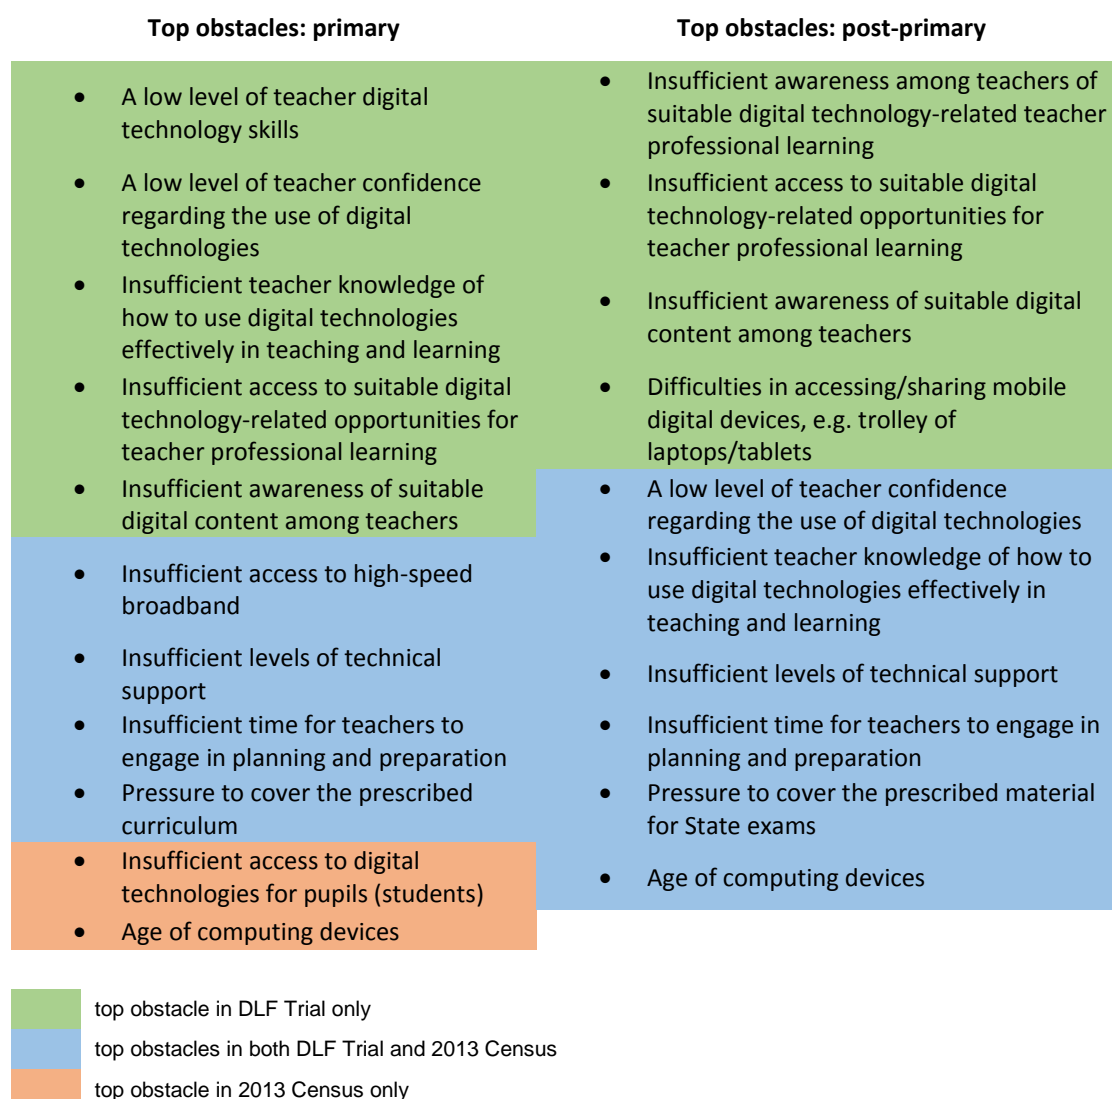 Top obstacles: primary
• A low level of teacher digital
technology skills
• A low level of teacher confidence
regarding the use of digital
technologies
• Insufficient teacher knowledge of
how to use digital technologies
effectively in teaching and learning
• Insufficient access to suitable digital
technology-related opportunities for
teacher professional learning
• Insufficient awareness of suitable
digital content among teachers
• Insufficient access to high-speed
broadband
• Insufficient levels of technical
support
• Insufficient time for teachers to
engage in planning and preparation
• Pressure to cover the prescribed
curriculum
• Insufficient access to digital
technologies for pupils (students)
• Age of computing devices
Top obstacles: post-primary
• Insufficient awareness among teachers of
suitable digital technology-related teacher
professional learning
• Insufficient access to suitable digital
technology-related opportunities for
teacher professional learning
• Insufficient awareness of suitable digital
content among teachers
• Difficulties in accessing/sharing mobile
digital devices, e.g. trolley of
laptops/tablets
• A low level of teacher confidence
regarding the use of digital technologies
• Insufficient teacher knowledge of how to
use digital technologies effectively in
teaching and learning
• Insufficient levels of technical support
• Insufficient time for teachers to engage in
planning and preparation
• Pressure to cover the prescribed material
for State exams
• Age of computing devices
top obstacle in DLF Trial only
top obstacles in both DLF Trial and 2013 Census
top obstacle in 2013 Census only